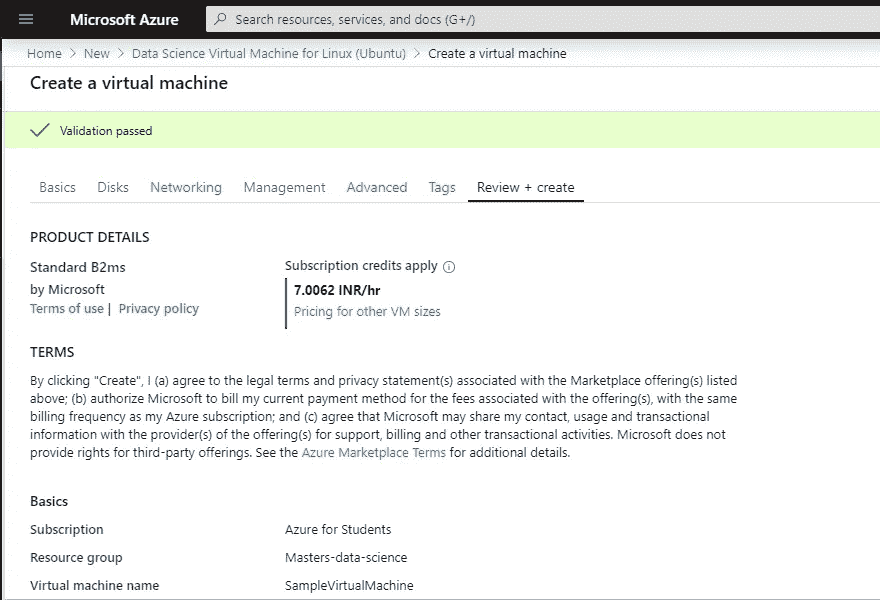 Microsoft Azure
Search resources, services, and docs (G+/)
Home > New > Data Science Virtual Machine for Linux (Ubuntu) > Create a virtual machine
Create a virtual machine
Validation passed
Basics Disks Networking Management Advanced Tags Review + create
PRODUCT DETAILS
Standard B2ms
by Microsoft
Terms of use | Privacy policy
Subscription credits apply
7.0062 INR/hr
Pricing for other VM sizes
TERMS
By clicking "Create", I (a) agree to the legal terms and privacy statement(s) associated with the Marketplace offering(s) listed
above; (b) authorize Microsoft to bill my current payment method for the fees associated with the offering(s), with the same
billing frequency as my Azure subscription; and (c) agree that Microsoft may share my contact, usage and transactional
information with the provider(s) of the offering(s) for support, billing and other transactional activities. Microsoft does not
provide rights for third-party offerings. See the Azure Marketplace Terms for additional details.
Basics
Subscription Azure for Students
Resource group Masters-data-science
Virtual machine name SampleVirtualMachine